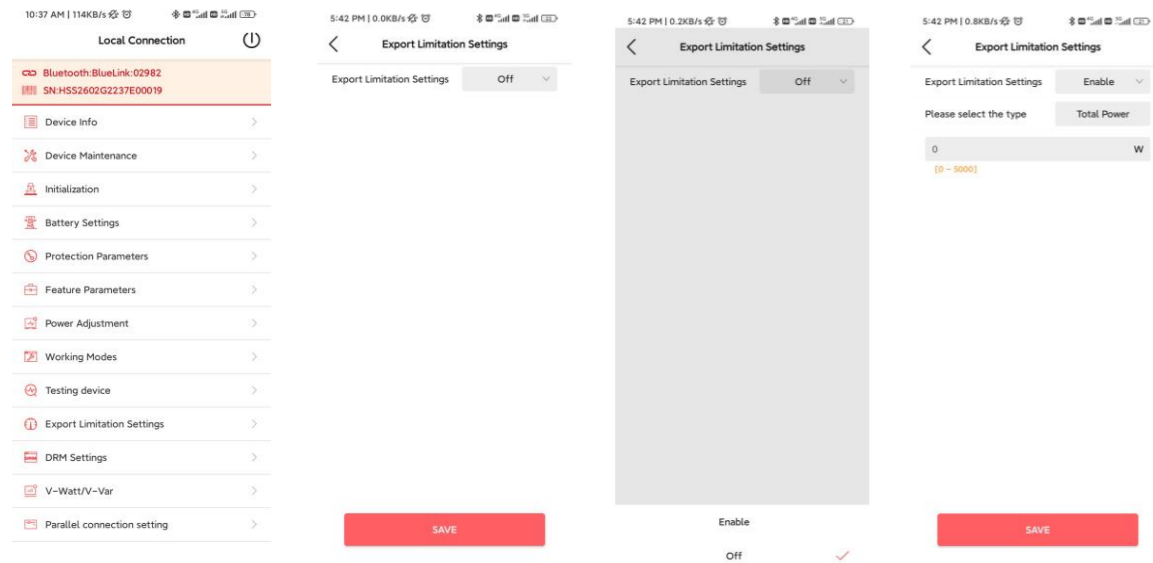 10:37 AM | 114KB/s
Local Connection
Bluetooth:BlueLink:02982
SN:HSS2602G2237E00019
Device Info
Device Maintenance
Initialization
Battery Settings
Protection Parameters
Feature Parameters
Power Adjustment
Working Modes
Testing device
Export Limitation Settings
DRM Settings
V-Watt/V-Var
Parallel connection setting
5:42 PM | 0.0KB/s
Export Limitation Settings
Export Limitation Settings Off
SAVE
5:42 PM | 0.2KB/s
Export Limitation Settings
Export Limitation Settings Off
Enable
Off
5:42 PM | 0.8KB/s
Export Limitation Settings
Export Limitation Settings Enable
Please select the type Total Power
0 W
[0 ~ 5000]
SAVE